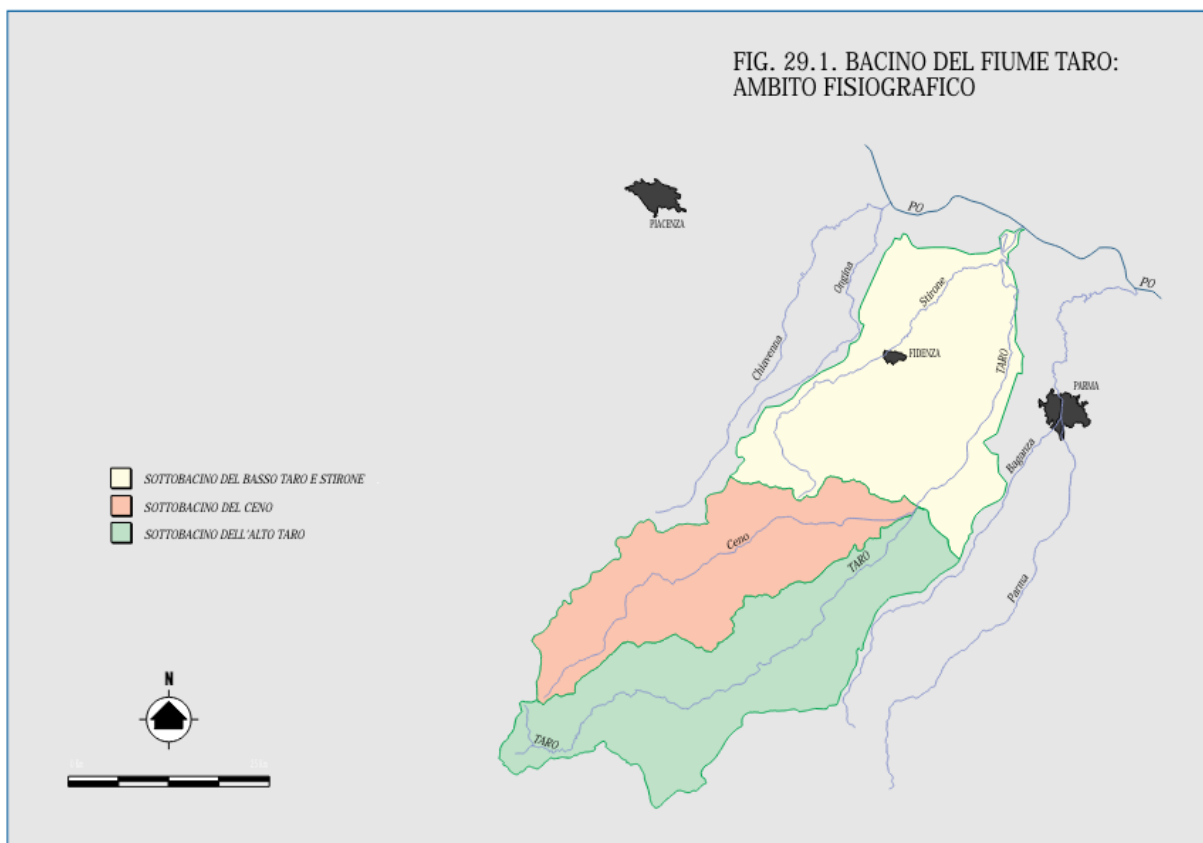 FIG. 29.1. BACINO DEL FIUME TARO:
AMBITO FISIOGRAFICO
PIACENZA
PO
Ongina
Stirone
PO
Chiavenna
FIDENZA
TARO
PARMA
Baganza
SOTTOBACINO DEL BASSO TARO E STIRONE
SOTTOBACINO DEL CENO
SOTTOBACINO DELL'ALTO TARO
Ceno
TARO
Parma
N
TARO